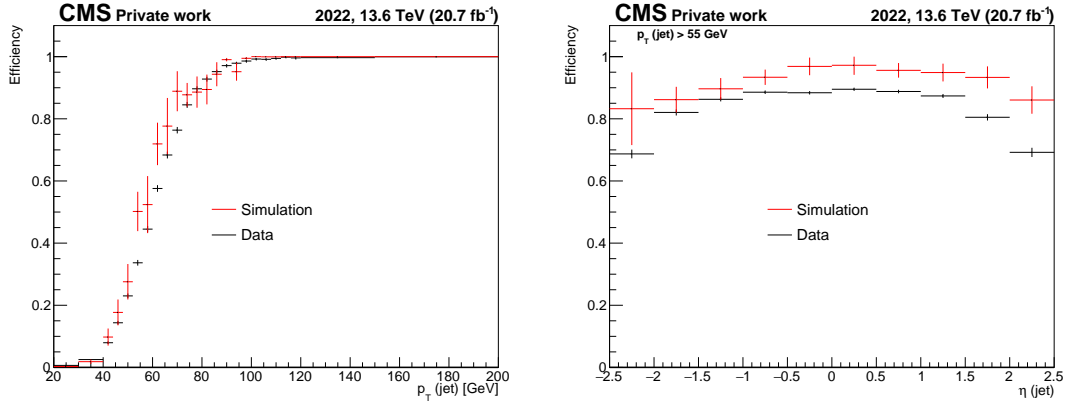 CMS Private work 2022, 13.6 TeV (20.7 fb⁻¹)
Efficiency
1
0.8
0.6
0.4
0.2
0
Simulation
Data
20 40 60 80 100 120 140 160 180 200
p_T (jet) [GeV]
CMS Private work 2022, 13.6 TeV (20.7 fb⁻¹)
p_T (jet) > 55 GeV
Efficiency
1
0.8
0.6
0.4
0.2
0
Simulation
Data
−2.5 −2 −1.5 −1 −0.5 0 0.5 1 1.5 2 2.5
η (jet)